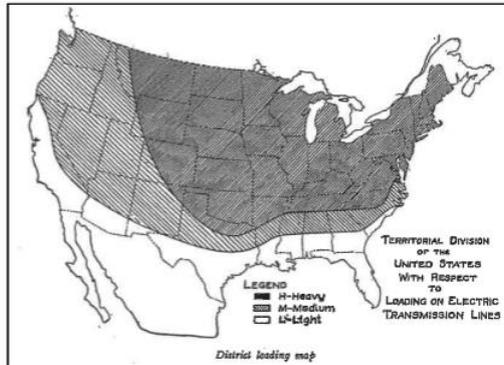 TERRITORIAL DIVISION
OF THE
UNITED STATES
WITH RESPECT
TO
LOADING ON ELECTRIC
TRANSMISSION LINES
LEGEND
H-Heavy
M-Medium
L-Light
District loading map